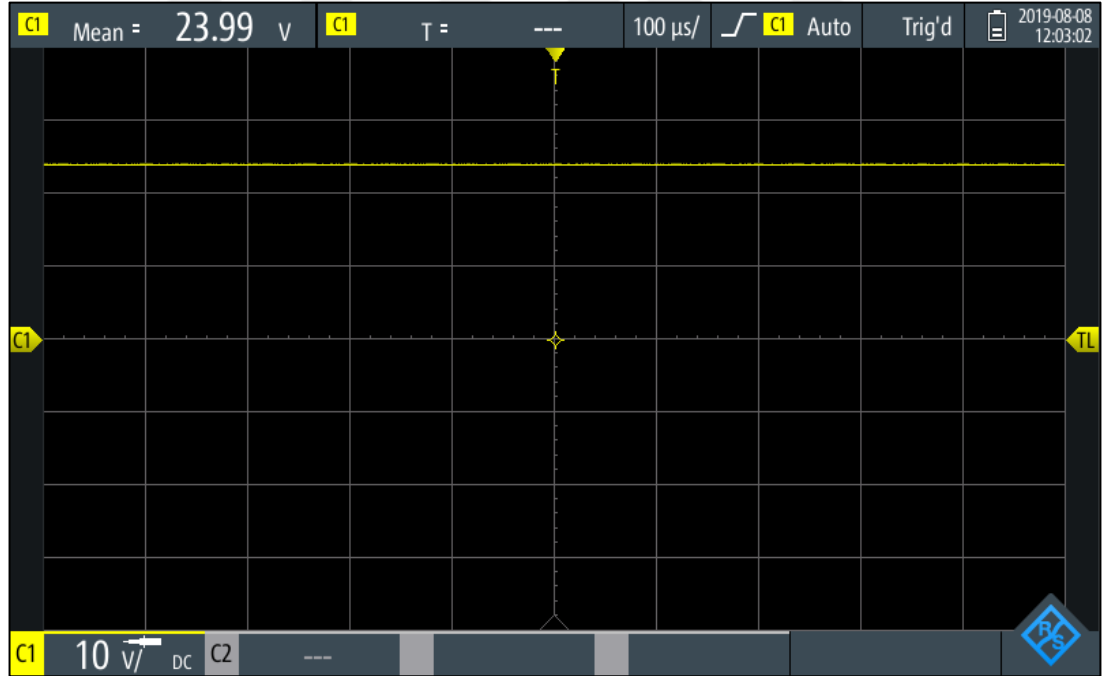 C1 Mean = 23.99 V C1 T = --- 100 µs/ C1 Auto Trig'd 2019-08-08
12:03:02
T
C1 TL
C1 10 V/ DC C2 ---
R&S